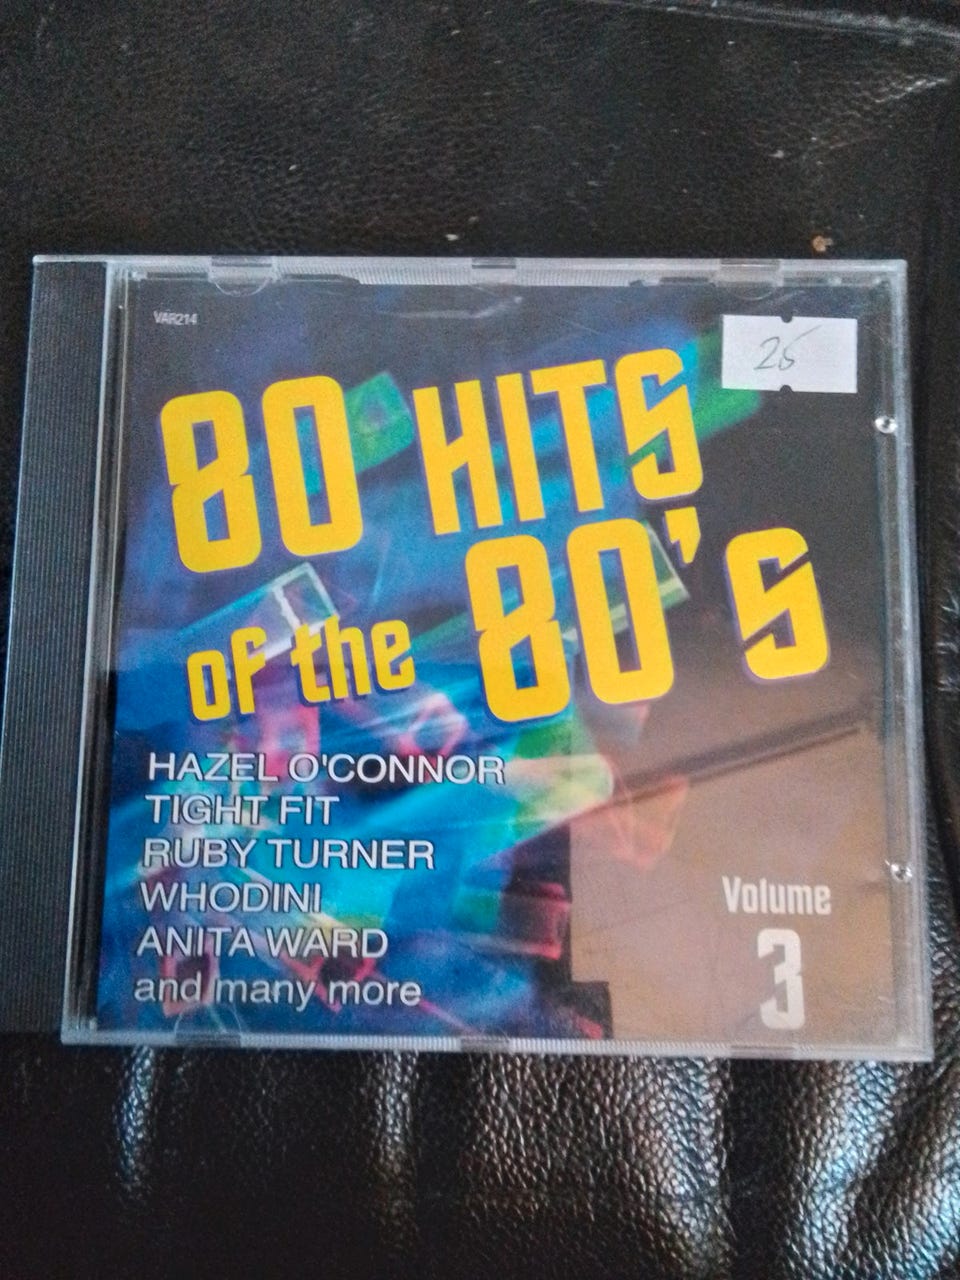 VAR214
25
80 HITS
of the 80's
HAZEL O'CONNOR
TIGHT FIT
RUBY TURNER
WHODINI
ANITA WARD
and many more
Volume
3